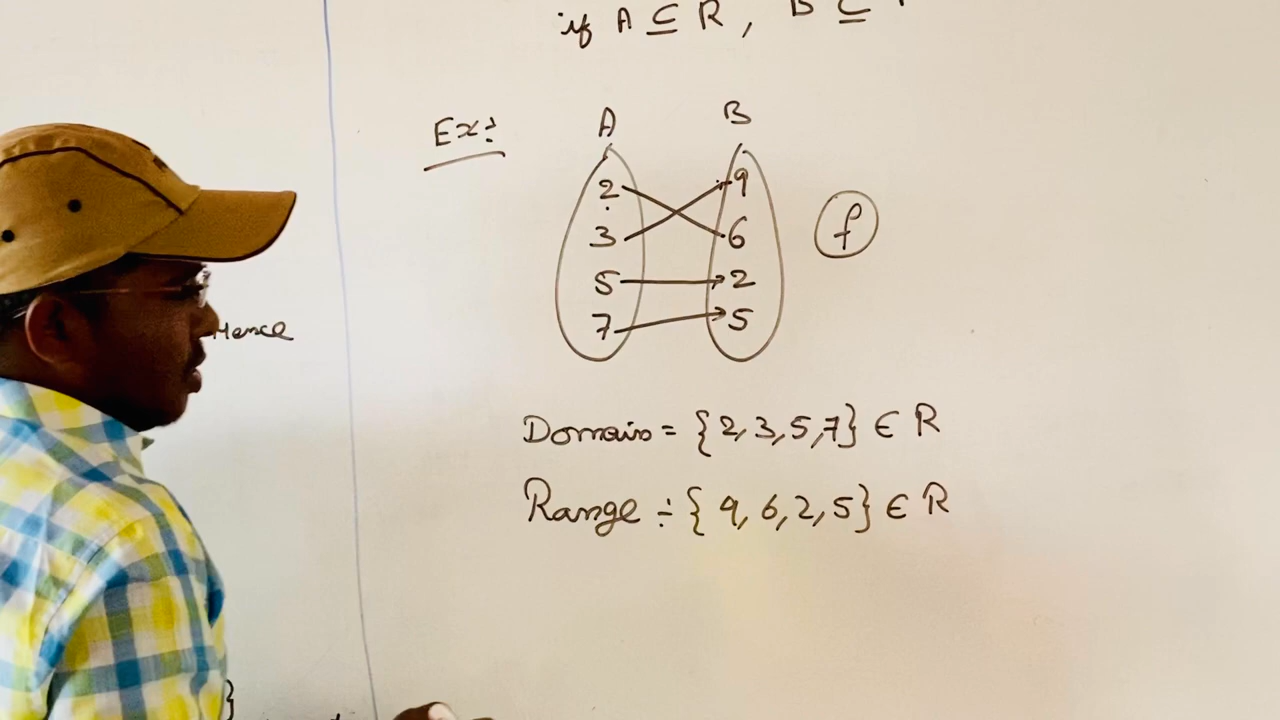 if A ⊆ R, B ⊆
Ex:
A B
2 9
3 6
5 2
7 5
f
Hence
Domain = {2,3,5,7} ∈ R
Range ÷ {9,6,2,5} ∈ R
}